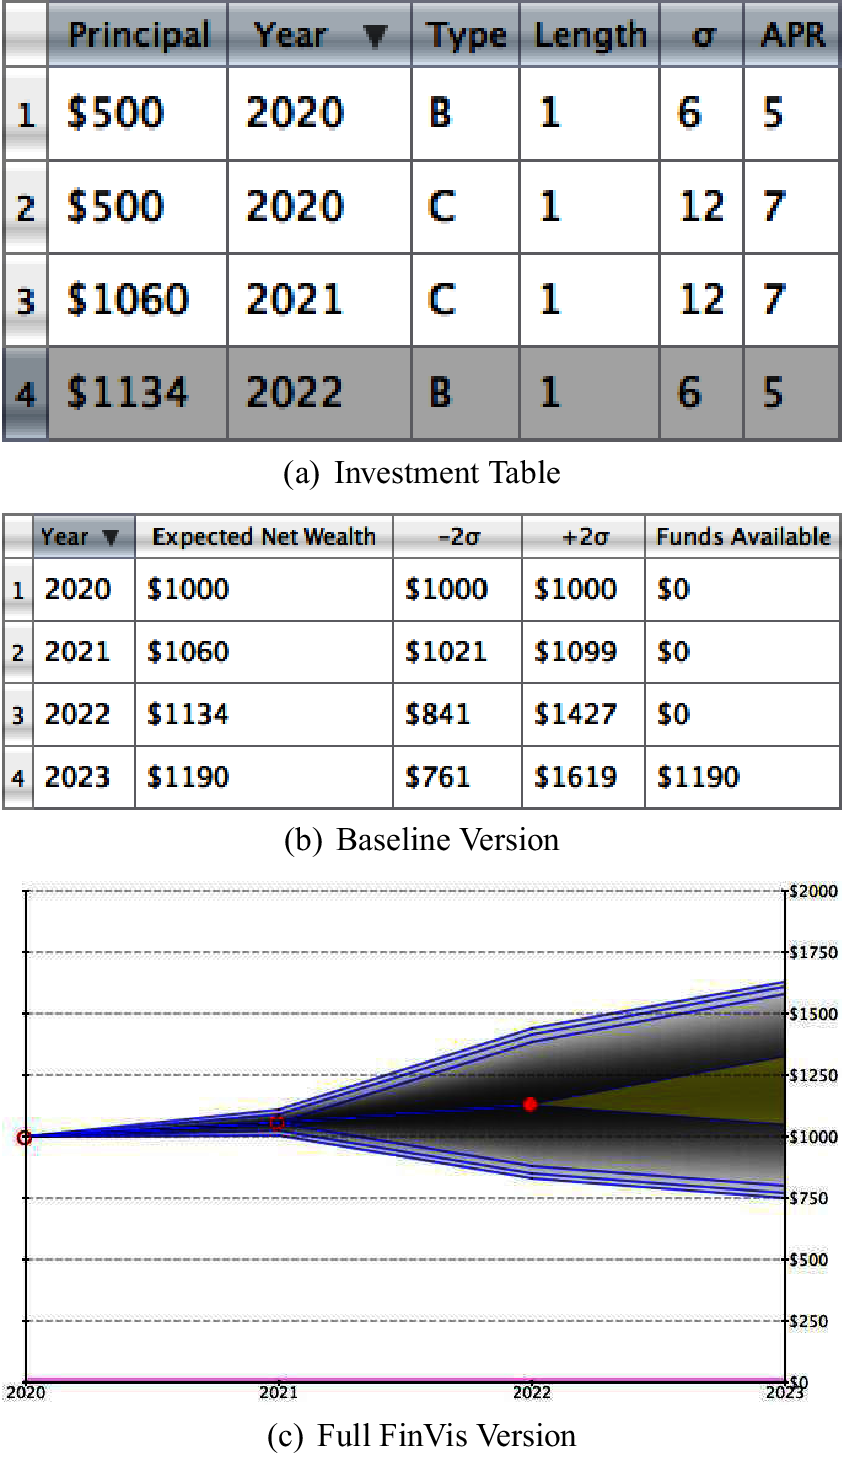 Principal Year ▼ Type Length σ APR
1 $500 2020 B 1 6 5
2 $500 2020 C 1 12 7
3 $1060 2021 C 1 12 7
4 $1134 2022 B 1 6 5
(a) Investment Table
Year ▼ Expected Net Wealth -2σ +2σ Funds Available
1 2020 $1000 $1000 $1000 $0
2 2021 $1060 $1021 $1099 $0
3 2022 $1134 $841 $1427 $0
4 2023 $1190 $761 $1619 $1190
(b) Baseline Version
$2000
$1750
$1500
$1250
$1000
$750
$500
$250
$0
2020 2021 2022 2023
(c) Full FinVis Version